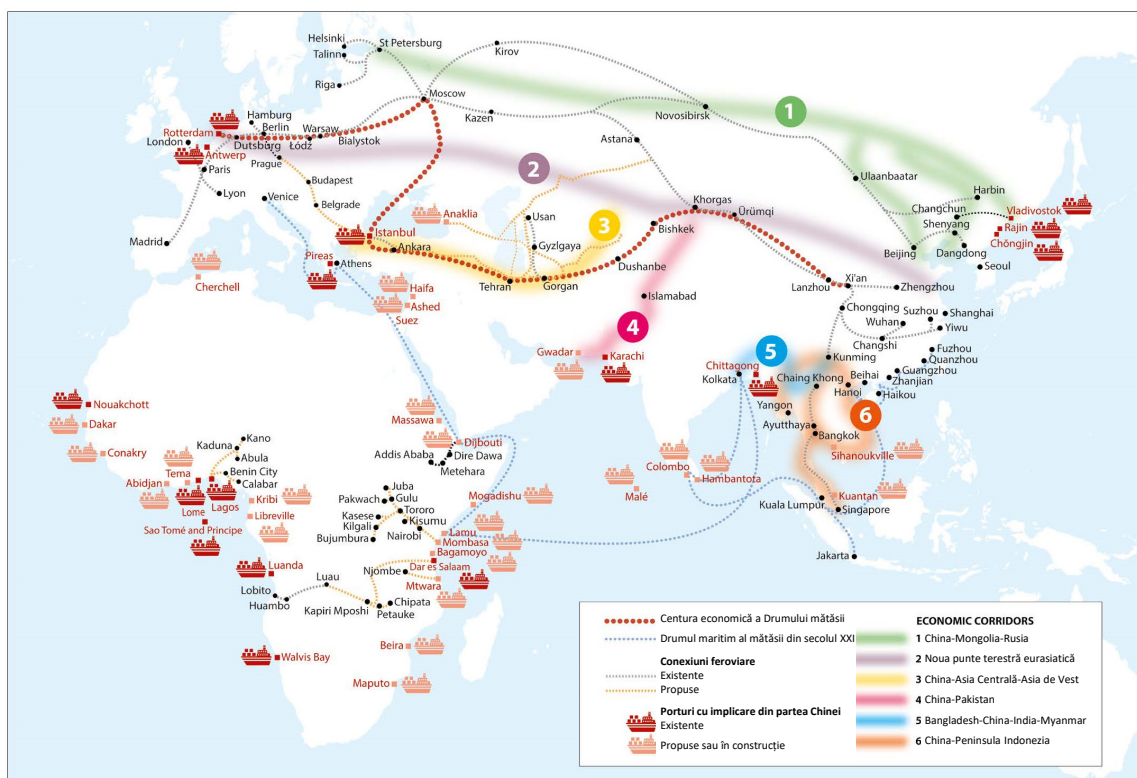 Helsinki
St Petersburg
Kirov
Talinn
Riga
Moscow
Kazen
Novosibirsk
1
Hamburg
Berlin
Rotterdam
Warsaw
London
Dutsburg
Łódź
Bialystok
Antwerp
Prague
Astana
Paris
2
Ulaanbaatar
Harbin
Budapest
Lyon
Venice
Khorgas
Changchun
Vladivostok
Belgrade
Anaklia
Usan
3
Ürümqi
Shenyang
Rajin
Istanbul
Bishkek
Chŏngjin
Madrid
Ankara
Gyzlgaya
Beijing
Dangdong
Pireas
Athens
Dushanbe
Seoul
Cherchell
Haifa
Tehran
Gorgan
Lanzhou
Xi'an
Zhengzhou
Ashed
Islamabad
Suez
Chongqing
Suzhou
Shanghai
Wuhan
Yiwu
4
Changshi
Gwadar
Karachi
5
Kunming
Fuzhou
Quanzhou
Chittagong
Guangzhou
Kolkata
Chaing Khong
Beihai
Zhanjian
Hanoi
Haikou
Nouakchott
Yangon
6
Dakar
Massawa
Ayutthaya
Bangkok
Kano
Kaduna
Djibouti
Conakry
Abula
Addis Ababa
Dire Dawa
Sihanoukville
Tema
Benin City
Metehara
Colombo
Hambantota
Abidjan
Calabar
Juba
Malé
Kuantan
Lome
Lagos
Kribi
Pakwach
Gulu
Mogadishu
Kuala Lumpur
Singapore
Kasese
Tororo
Libreville
Kilgali
Kisumu
Sao Tomé and Principe
Nairobi
Lamu
Bujumbura
Mombasa
Bagamoyo
Jakarta
Luanda
Dar es Salaam
Njombe
Luau
Mtwara
Lobito
Huambo
Chipata
Kapiri Mposhi
Petauke
Beira
Walvis Bay
Maputo
Centura economică a Drumului mătăsii
Drumul maritim al mătăsii din secolul XXI
Conexiuni feroviare
Existente
Propuse
Porturi cu implicare din partea Chinei
Existente
Propuse sau în construcție
ECONOMIC CORRIDORS
1 China-Mongolia-Rusia
2 Noua punte terestră eurasiatică
3 China-Asia Centrală-Asia de Vest
4 China-Pakistan
5 Bangladesh-China-India-Myanmar
6 China-Peninsula Indonezia